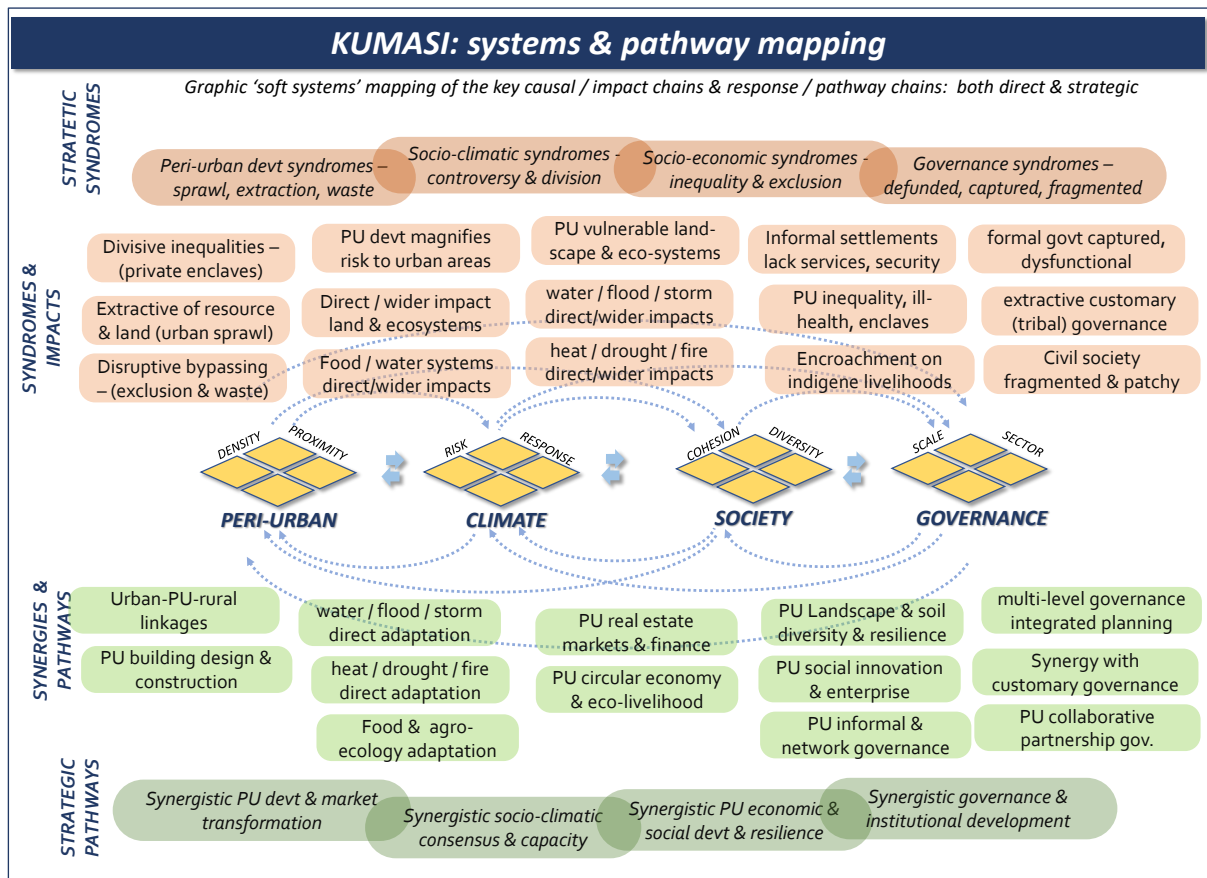 KUMASI: systems & pathway mapping
Graphic 'soft systems' mapping of the key causal / impact chains & response / pathway chains: both direct & strategic
STRATETIC
SYNDROMES
Peri-urban devt syndromes –
sprawl, extraction, waste
Socio-climatic syndromes -
controversy & division
Socio-economic syndromes -
inequality & exclusion
Governance syndromes –
defunded, captured, fragmented
SYNDROMES &
IMPACTS
Divisive inequalities –
(private enclaves)
PU devt magnifies
risk to urban areas
PU vulnerable land-
scape & eco-systems
Informal settlements
lack services, security
formal govt captured,
dysfunctional
Extractive of resource
& land (urban sprawl)
Direct / wider impact
land & ecosystems
water / flood / storm
direct/wider impacts
PU inequality, ill-
health, enclaves
extractive customary
(tribal) governance
Disruptive bypassing
– (exclusion & waste)
Food / water systems
direct/wider impacts
heat / drought / fire
direct/wider impacts
Encroachment on
indigene livelihoods
Civil society
fragmented & patchy
DENSITY
PROXIMITY
RISK
RESPONSE
COHESION
DIVERSITY
SCALE
SECTOR
PERI-URBAN
CLIMATE
SOCIETY
GOVERNANCE
SYNERGIES &
PATHWAYS
Urban-PU-rural
linkages
water / flood / storm
direct adaptation
PU real estate
markets & finance
PU Landscape & soil
diversity & resilience
multi-level governance
integrated planning
PU building design &
construction
heat / drought / fire
direct adaptation
PU circular economy
& eco-livelihood
PU social innovation
& enterprise
Synergy with
customary governance
Food & agro-
ecology adaptation
PU informal &
network governance
PU collaborative
partnership gov.
STRATEGIC
PATHWAYS
Synergistic PU devt & market
transformation
Synergistic socio-climatic
consensus & capacity
Synergistic PU economic &
social devt & resilience
Synergistic governance &
institutional development